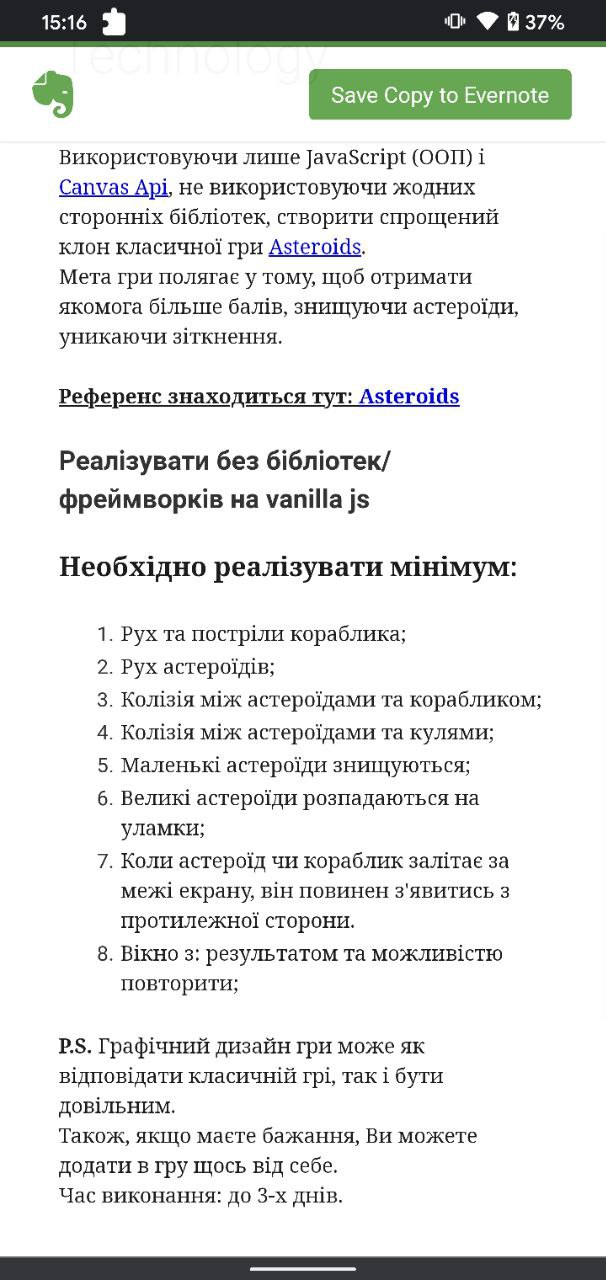 15:16
37%
Technology
Save Copy to Evernote
Використовуючи лише JavaScript (ООП) і
Canvas Api, не використовуючи жодних
сторонніх бібліотек, створити спрощений
клон класичної гри Asteroids.
Мета гри полягає у тому, щоб отримати
якомога більше балів, знищуючи астероїди,
уникаючи зіткнення.
Референс знаходиться тут: Asteroids
Реалізувати без бібліотек/
фреймворків на vanilla js
Необхідно реалізувати мінімум:
1. Рух та постріли кораблика;
2. Рух астероїдів;
3. Колізія між астероїдами та корабликом;
4. Колізія між астероїдами та кулями;
5. Маленькі астероїди знищуються;
6. Великі астероїди розпадаються на
уламки;
7. Коли астероїд чи кораблик залітає за
межі екрану, він повинен з'явитись з
протилежної сторони.
8. Вікно з: результатом та можливістю
повторити;
P.S. Графічний дизайн гри може як
відповідати класичній грі, так і бути
довільним.
Також, якщо маєте бажання, Ви можете
додати в гру щось від себе.
Час виконання: до 3-х днів.